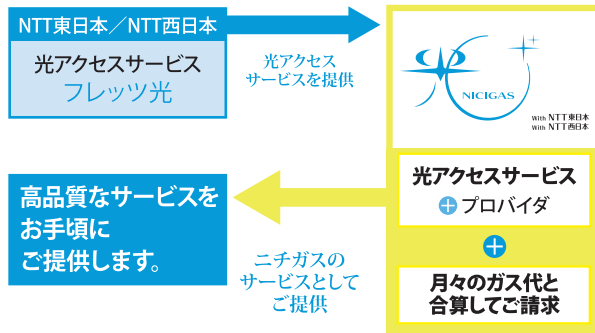 NTT東日本／NTT西日本
光アクセスサービス
フレッツ光
光アクセス
サービスを提供
光
NICIGAS
With NTT東日本
With NTT西日本
光アクセスサービス
+プロバイダ
+
月々のガス代と
合算してご請求
ニチガスの
サービスとして
ご提供
高品質なサービスを
お手頃に
ご提供します。